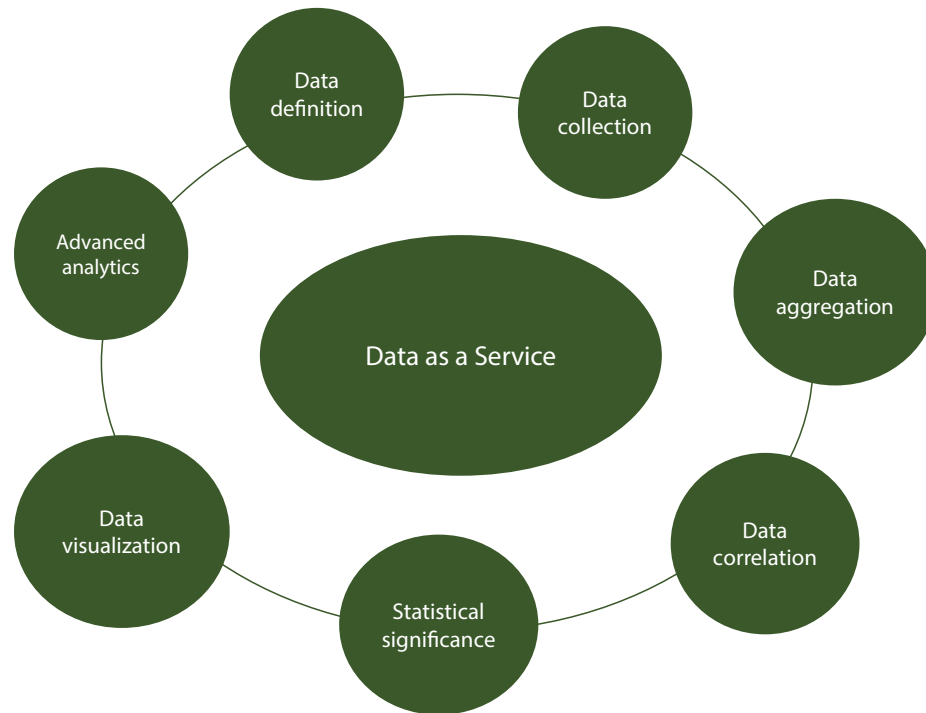 Data
definition
Data
collection
Advanced
analytics
Data
aggregation
Data as a Service
Data
visualization
Data
correlation
Statistical
significance